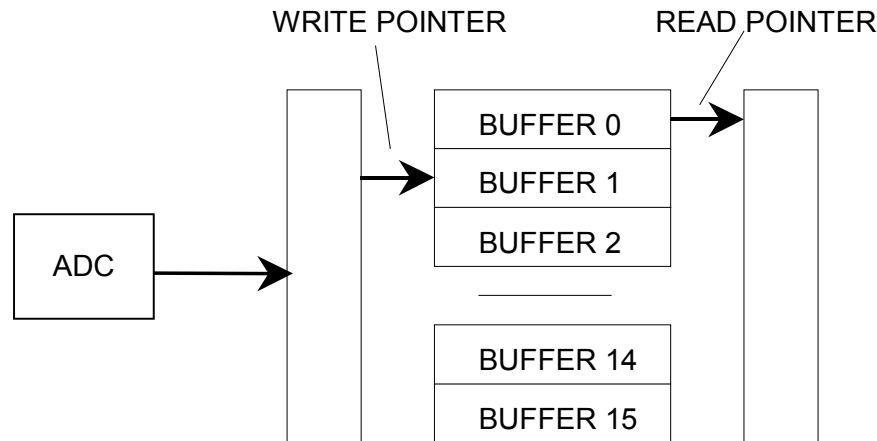 WRITE POINTER
READ POINTER
BUFFER 0
BUFFER 1
BUFFER 2
ADC
BUFFER 14
BUFFER 15